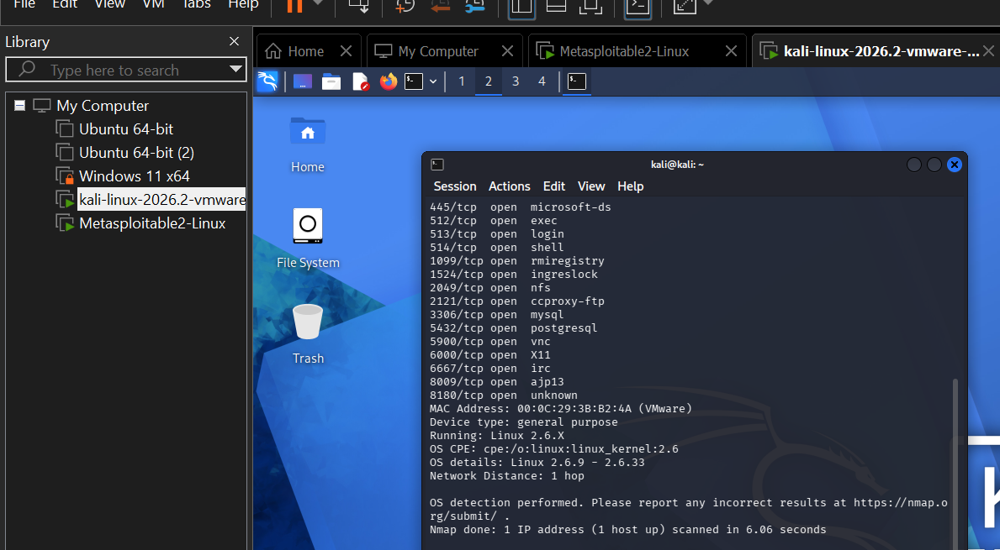 File Edit View VM Tabs Help
Library
Type here to search
My Computer
Ubuntu 64-bit
Ubuntu 64-bit (2)
Windows 11 x64
kali-linux-2026.2-vmware
Metasploitable2-Linux
Home
My Computer
Metasploitable2-Linux
kali-linux-2026.2-vmware-...
1 2 3 4
Home
File System
Trash
kali@kali: ~
Session Actions Edit View Help
445/tcp open microsoft-ds
512/tcp open exec
513/tcp open login
514/tcp open shell
1099/tcp open rmiregistry
1524/tcp open ingreslock
2049/tcp open nfs
2121/tcp open ccproxy-ftp
3306/tcp open mysql
5432/tcp open postgresql
5900/tcp open vnc
6000/tcp open X11
6667/tcp open irc
8009/tcp open ajp13
8180/tcp open unknown
MAC Address: 00:0C:29:3B:B2:4A (VMware)
Device type: general purpose
Running: Linux 2.6.X
OS CPE: cpe:/o:linux:linux_kernel:2.6
OS details: Linux 2.6.9 - 2.6.33
Network Distance: 1 hop
OS detection performed. Please report any incorrect results at https://nmap.o
rg/submit/ .
Nmap done: 1 IP address (1 host up) scanned in 6.06 seconds